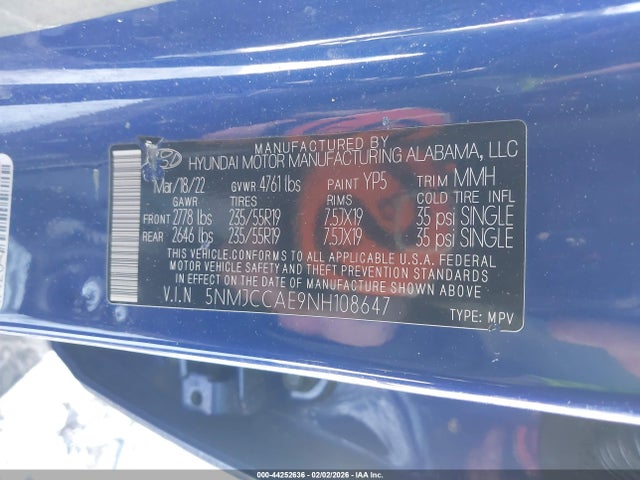 MANUFACTURED BY
HYUNDAI MOTOR MANUFACTURING ALABAMA, LLC
Mar/18/22 GVWR 4761 lbs PAINT YP5 TRIM MMH
GAWR TIRES RIMS COLD TIRE INFL
FRONT 2778 lbs 235/55R19 7.5JX19 35 psi SINGLE
REAR 2646 lbs 235/55R19 7.5JX19 35 psi SINGLE
THIS VEHICLE CONFORMS TO ALL APPLICABLE U.S.A. FEDERAL
MOTOR VEHICLE SAFETY AND THEFT PREVENTION STANDARDS
IN EFFECT ON THE DATE OF MANUFACTURE SHOWN ABOVE.
V.I.N 5NMJCCAE9NH108647
TYPE: MPV
000-44252636 - 02/02/2026 - IAA Inc.